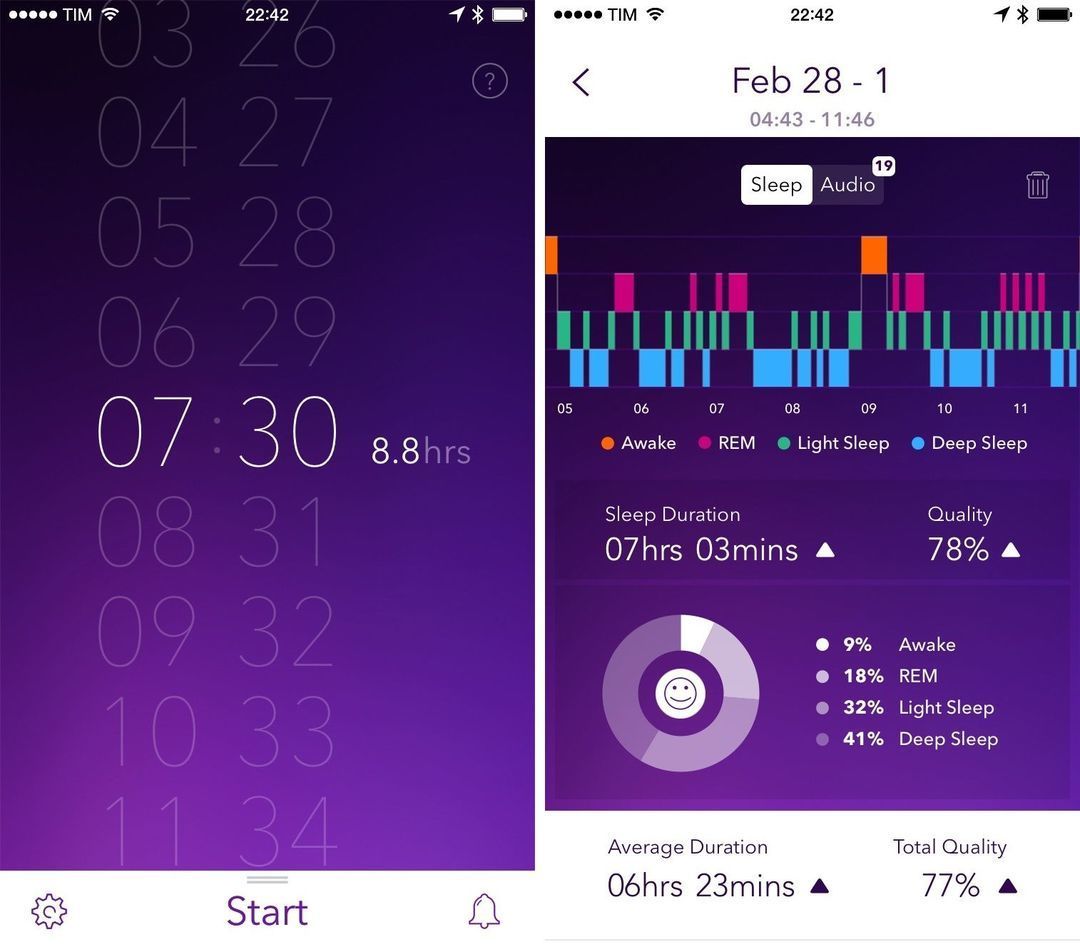 TIM 22:42
03 26
?
04 27
05 28
06 29
07 : 30 8.8hrs
08 31
09 32
10 33
11 34
Start
TIM 22:42
Feb 28 - 1
04:43 - 11:46
Sleep Audio 19
05 06 07 08 09 10 11
Awake REM Light Sleep Deep Sleep
Sleep Duration Quality
07hrs 03mins 78%
9% Awake
18% REM
32% Light Sleep
41% Deep Sleep
Average Duration Total Quality
06hrs 23mins 77%